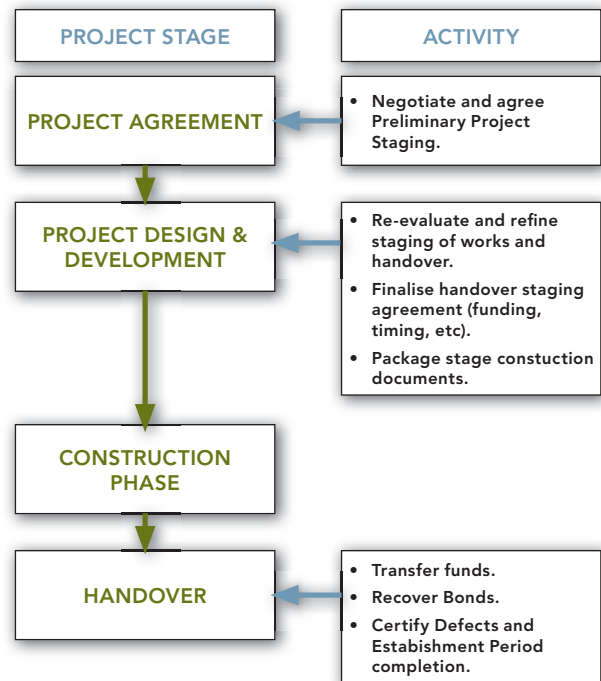 PROJECT STAGE
ACTIVITY
PROJECT AGREEMENT
• Negotiate and agree
Preliminary Project
Staging.
PROJECT DESIGN &
DEVELOPMENT
• Re-evaluate and refine
staging of works and
handover.
• Finalise handover staging
agreement (funding,
timing, etc).
• Package stage constuction
documents.
CONSTRUCTION
PHASE
HANDOVER
• Transfer funds.
• Recover Bonds.
• Certify Defects and
Estabishment Period
completion.